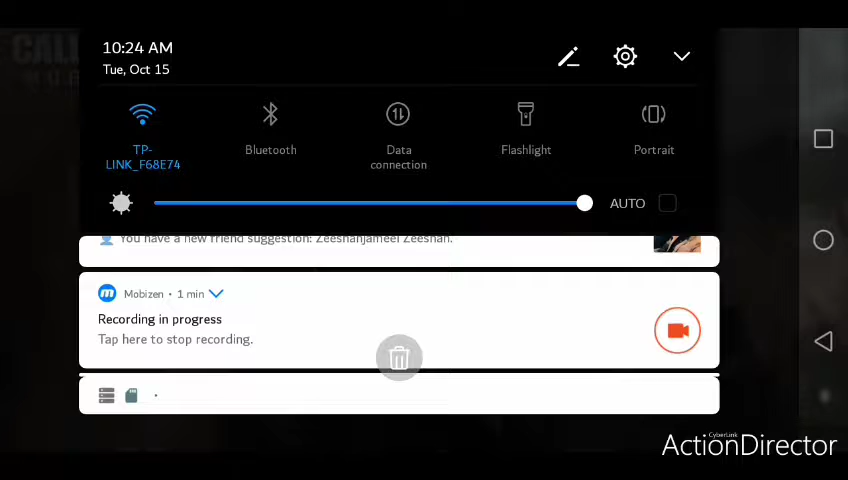 CALL
10:24 AM
Tue, Oct 15
TP-
LINK_F68E74
Bluetooth
Data
connection
Flashlight
Portrait
AUTO
You have a new friend suggestion: Zeeshanjameel Zeeshan.
m Mobizen • 1 min
Recording in progress
Tap here to stop recording.
CyberLink
ActionDirector